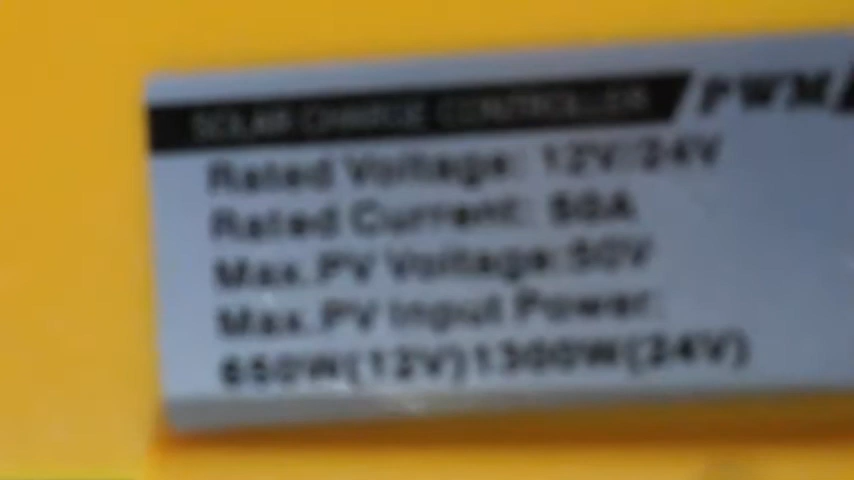 SOLAR CHARGE CONTROLLER PWM
Rated Voltage: 12V/24V
Rated Current:
Max.PV Voltage:50V
Max.PV Input Power:
650W(12V)1300W(24V)